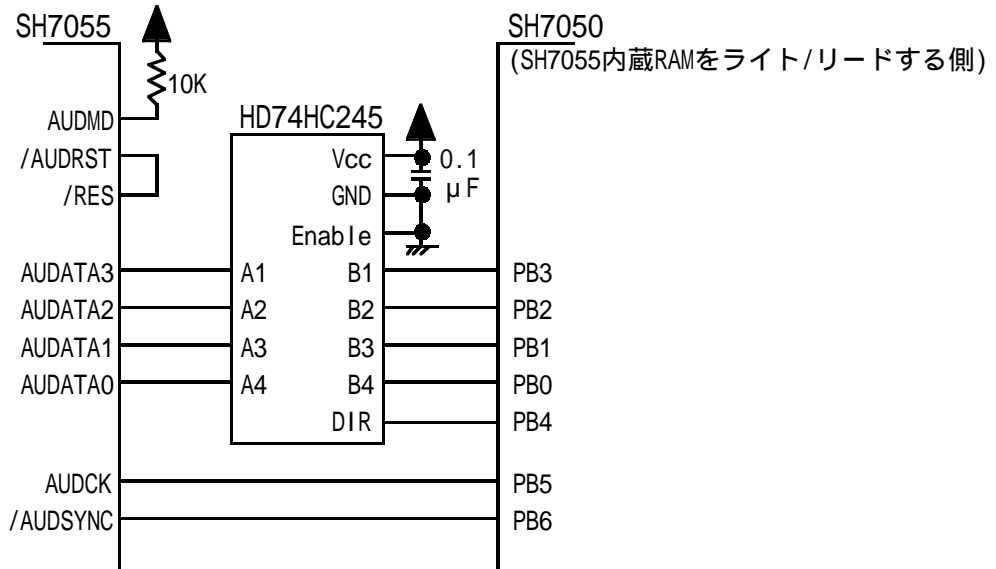 SH7055
SH7050
(SH7055内蔵RAMをライト/リードする側)
10K
AUDMD
/AUDRST
/RES
HD74HC245
Vcc
GND
Enable
0.1
μF
AUDATA3
A1
B1
PB3
AUDATA2
A2
B2
PB2
AUDATA1
A3
B3
PB1
AUDATA0
A4
B4
PB0
DIR
PB4
AUDCK
PB5
/AUDSYNC
PB6